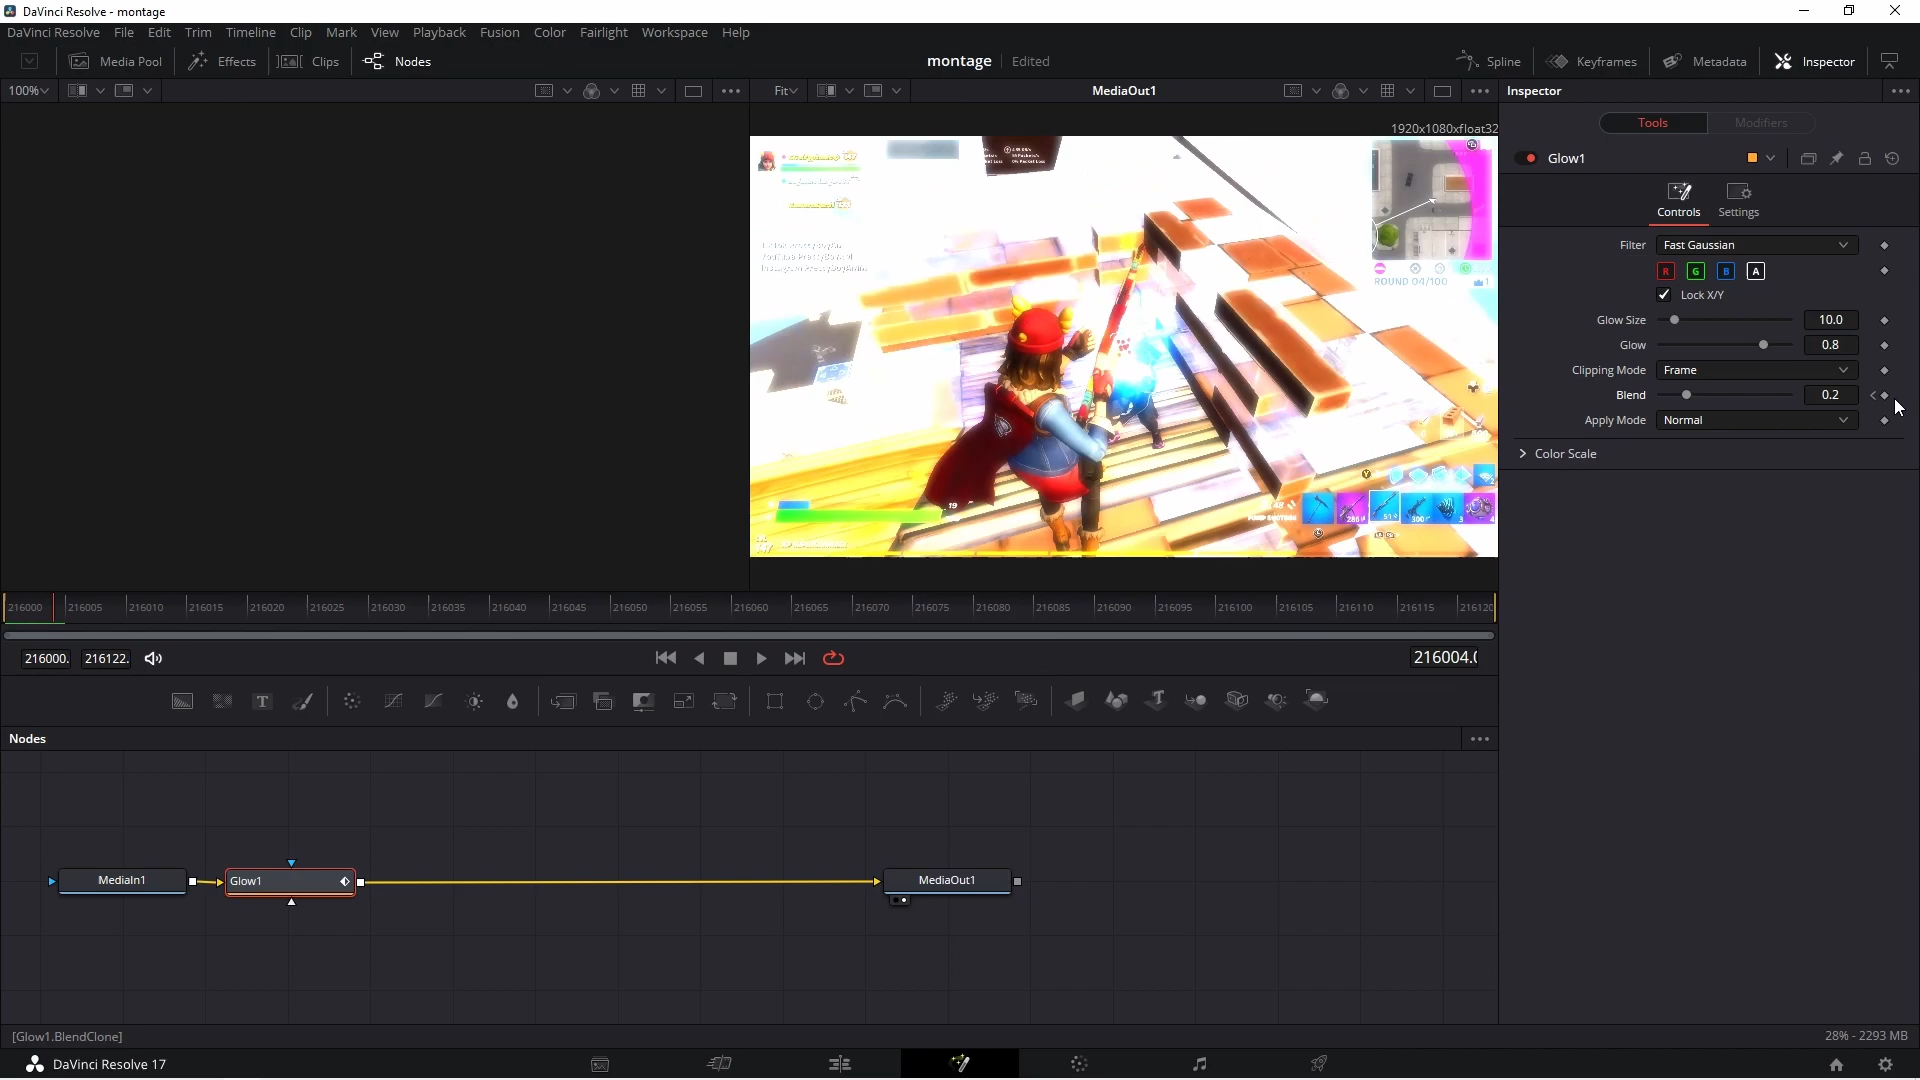 DaVinci Resolve - montage
DaVinci Resolve File Edit Trim Timeline Clip Mark View Playback Fusion Color Fairlight Workspace Help
Media Pool Effects Clips Nodes montage Edited Spline Keyframes Metadata Inspector
100% Fit MediaOut1 Inspector
1920x1080xfloat32
Tools Modifiers
Glow1
Controls Settings
Filter Fast Gaussian
R G B A
Lock X/Y
Glow Size 10.0
Glow 0.8
Clipping Mode Frame
Blend 0.2
Apply Mode Normal
Color Scale
ROUND 04/100
19
216000 216005 216010 216015 216020 216025 216030 216035 216040 216045 216050 216055 216060 216065 216070 216075 216080 216085 216090 216095 216100 216105 216110 216115 216120
216000. 216122. 216004.0
Nodes
MediaIn1 Glow1 MediaOut1
[Glow1.BlendClone] 28% - 2293 MB
DaVinci Resolve 17